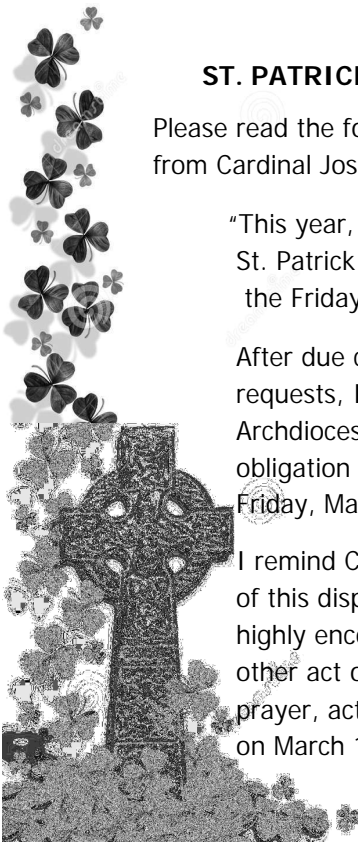 ST. PATRICK
Please read the fo
from Cardinal Jos
"This year,
St. Patrick
the Friday
After due
requests, I
Archdioces
obligation
Friday, Ma
I remind C
of this disp
highly enco
other act o
prayer, act
on March 1